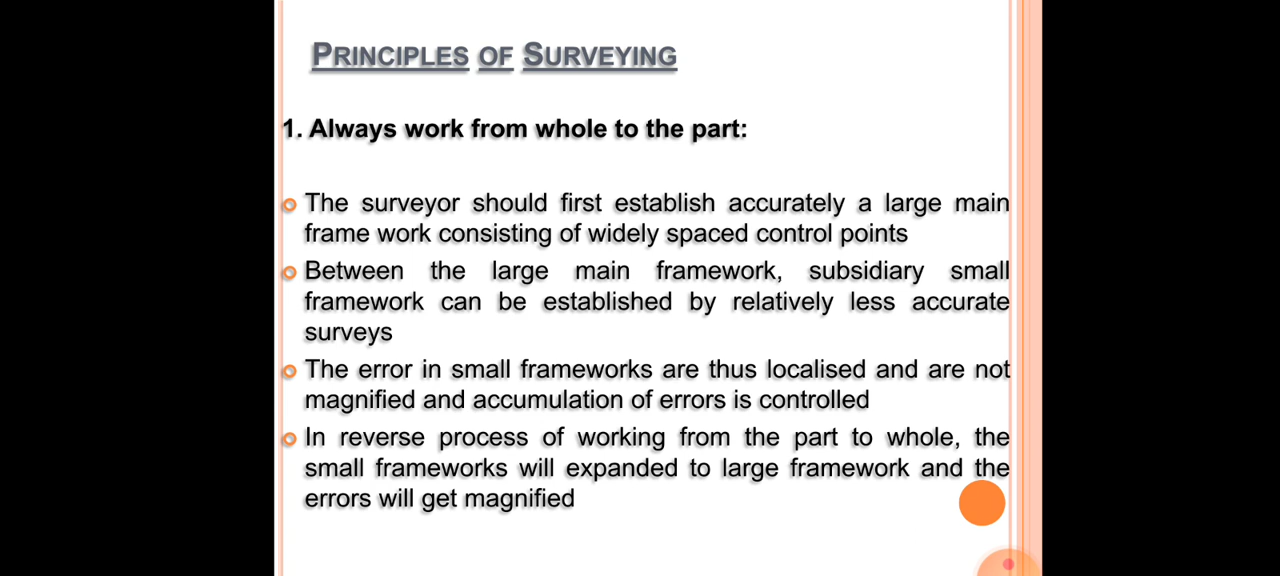 PRINCIPLES OF SURVEYING
1. Always work from whole to the part:
The surveyor should first establish accurately a large main
frame work consisting of widely spaced control points
Between the large main framework, subsidiary small
framework can be established by relatively less accurate
surveys
The error in small frameworks are thus localised and are not
magnified and accumulation of errors is controlled
In reverse process of working from the part to whole, the
small frameworks will expanded to large framework and the
errors will get magnified